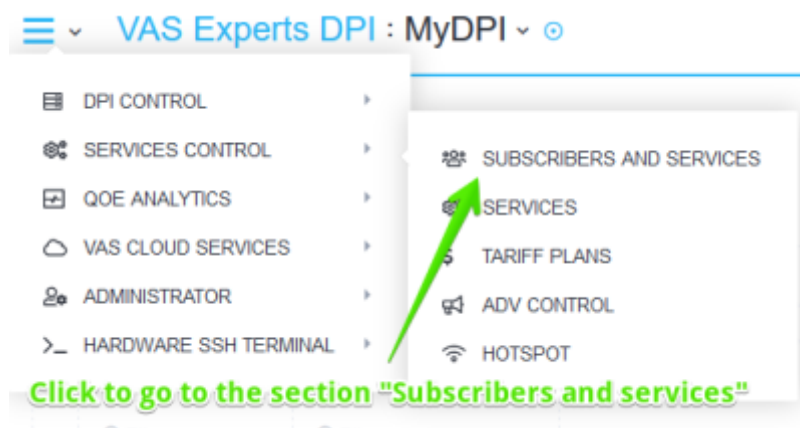 VAS Experts DPI : MyDPI
DPI CONTROL
SERVICES CONTROL
QOE ANALYTICS
VAS CLOUD SERVICES
ADMINISTRATOR
>_ HARDWARE SSH TERMINAL
SUBSCRIBERS AND SERVICES
SERVICES
$ TARIFF PLANS
ADV CONTROL
HOTSPOT
Click to go to the section "Subscribers and services"